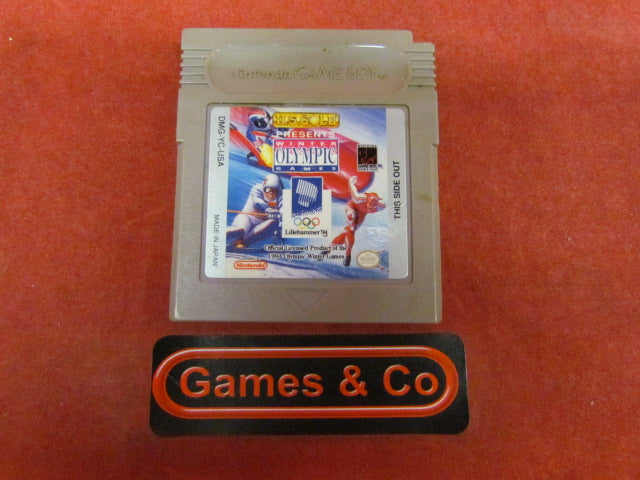 Nintendo GAME BOY
U.S. GOLD
PRESENTS
WINTER
OLYMPIC
GAMES
Lillehammer '94
Official Licensed Product of the
1994 Olympic Winter Games
Nintendo
DMG-YC-USA
MADE IN JAPAN
THIS SIDE OUT
Games & Co